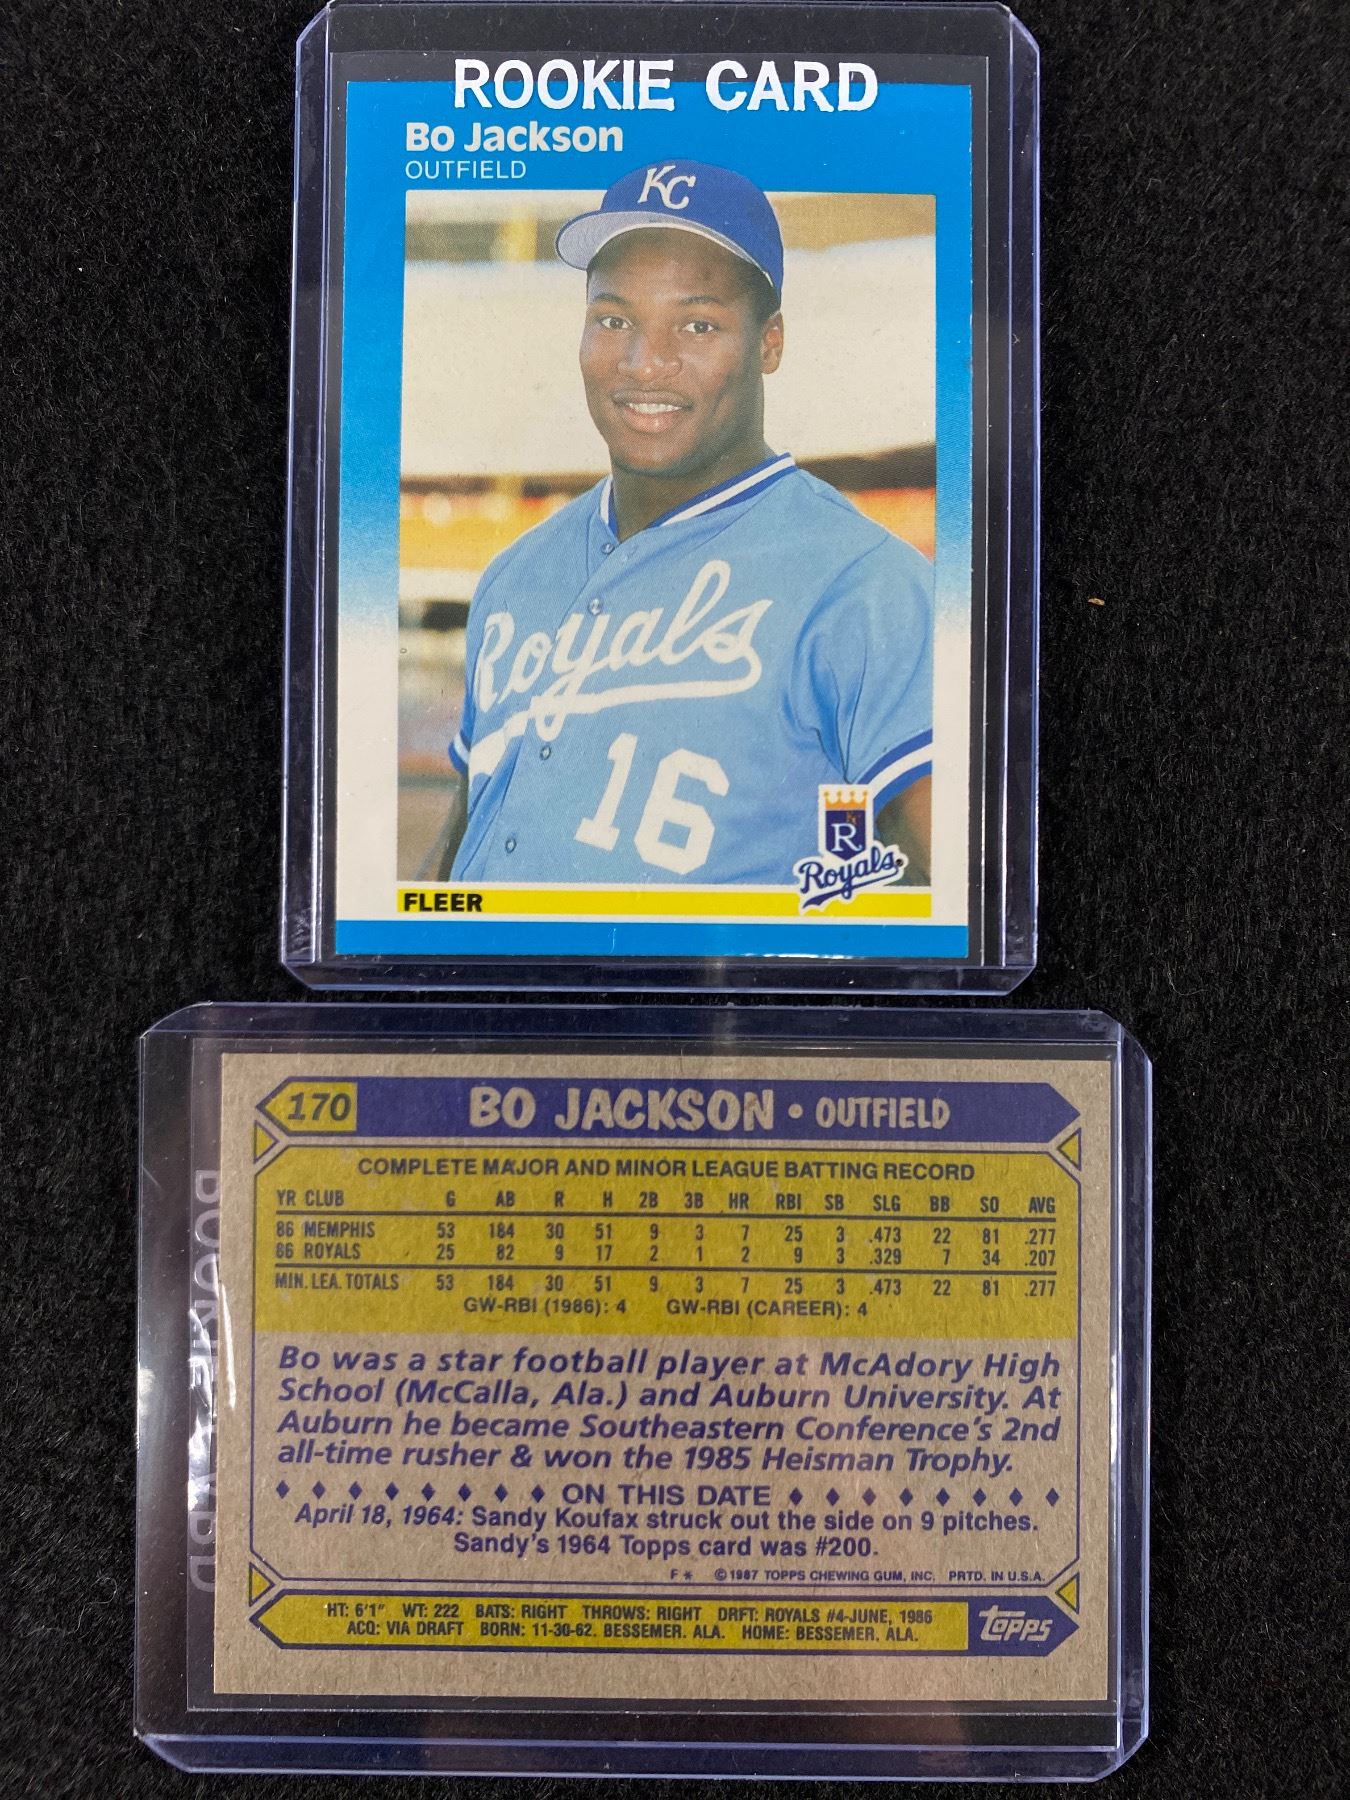 ROOKIE CARD
Bo Jackson
OUTFIELD
KC
Royals
16
R
Royals
FLEER
170
BO JACKSON • OUTFIELD
COMPLETE MAJOR AND MINOR LEAGUE BATTING RECORD
YR CLUB G AB R H 2B 3B HR RBI SB SLG BB SO AVG
86 MEMPHIS 53 184 30 51 9 3 7 25 3 .473 22 81 .277
86 ROYALS 25 82 9 17 2 1 2 9 3 .329 7 34 .207
MIN. LEA. TOTALS 53 184 30 51 9 3 7 25 3 .473 22 81 .277
GW-RBI (1986): 4 GW-RBI (CAREER): 4
Bo was a star football player at McAdory High
School (McCalla, Ala.) and Auburn University. At
Auburn he became Southeastern Conference's 2nd
all-time rusher & won the 1985 Heisman Trophy.
ON THIS DATE
April 18, 1964: Sandy Koufax struck out the side on 9 pitches.
Sandy's 1964 Topps card was #200.
F * © 1987 TOPPS CHEWING GUM, INC. PRTD. IN U.S.A.
HT: 6'1" WT: 222 BATS: RIGHT THROWS: RIGHT DRFT: ROYALS #4-JUNE, 1986
ACQ: VIA DRAFT BORN: 11-30-62, BESSEMER, ALA. HOME: BESSEMER, ALA.
topps